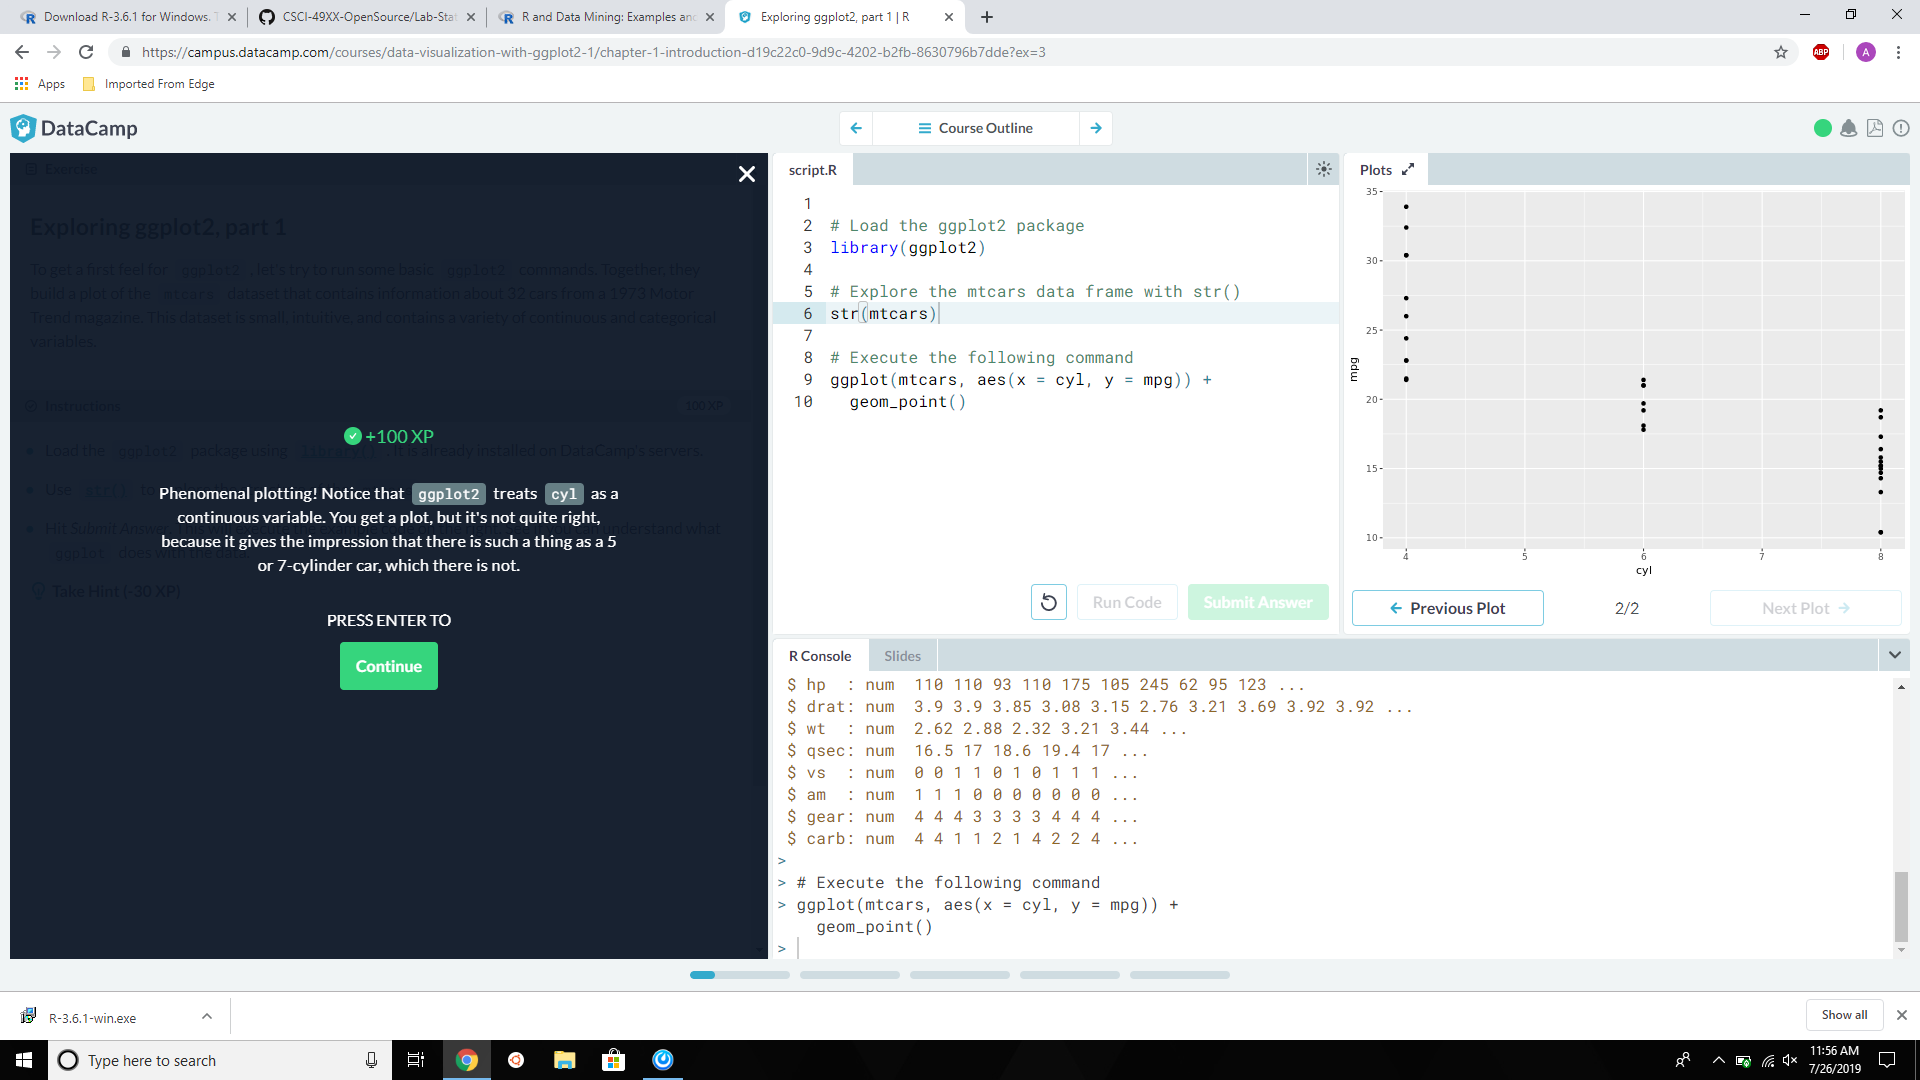 Download R-3.6.1 for Windows. T
CSCI-49XX-OpenSource/Lab-Stat
R and Data Mining: Examples an
Exploring ggplot2, part 1 | R
https://campus.datacamp.com/courses/data-visualization-with-ggplot2-1/chapter-1-introduction-d19c22c0-9d9c-4202-b2fb-8630796b7dde?ex=3
ABP
A
Apps
Imported From Edge
DataCamp
Course Outline
Exercise
Exploring ggplot2, part 1
To get a first feel for ggplot2, let's try to run some basic ggplot2 commands. Together, they
build a plot of the mtcars dataset that contains information about 32 cars from a 1973 Motor
Trend magazine. This dataset is small, intuitive, and contains a variety of continuous and categorical
variables.
Instructions
100 XP
Load the ggplot2 package using library(). It is already installed on DataCamp's servers.
Use str() to
Hit Submit Answer. understand what
ggplot does with the data.
Take Hint (-30 XP)
+100 XP
Phenomenal plotting! Notice that ggplot2 treats cyl as a
continuous variable. You get a plot, but it's not quite right,
because it gives the impression that there is such a thing as a 5
or 7-cylinder car, which there is not.
PRESS ENTER TO
Continue
script.R
1
2 # Load the ggplot2 package
3 library(ggplot2)
4
5 # Explore the mtcars data frame with str()
6 str(mtcars)
7
8 # Execute the following command
9 ggplot(mtcars, aes(x = cyl, y = mpg)) +
10 geom_point()
Run Code
Submit Answer
Plots
35
30
25
20
15
10
mpg
4 5 6 7 8
cyl
Previous Plot
2/2
Next Plot
R Console
Slides
$ hp : num 110 110 93 110 175 105 245 62 95 123 ...
$ drat: num 3.9 3.9 3.85 3.08 3.15 2.76 3.21 3.69 3.92 3.92 ...
$ wt : num 2.62 2.88 2.32 3.21 3.44 ...
$ qsec: num 16.5 17 18.6 19.4 17 ...
$ vs : num 0 0 1 1 0 1 0 1 1 1 ...
$ am : num 1 1 1 0 0 0 0 0 0 0 ...
$ gear: num 4 4 4 3 3 3 3 4 4 4 ...
$ carb: num 4 4 1 1 2 1 4 2 2 4 ...
>
> # Execute the following command
> ggplot(mtcars, aes(x = cyl, y = mpg)) +
geom_point()
>
R-3.6.1-win.exe
Show all
Type here to search
11:56 AM
7/26/2019